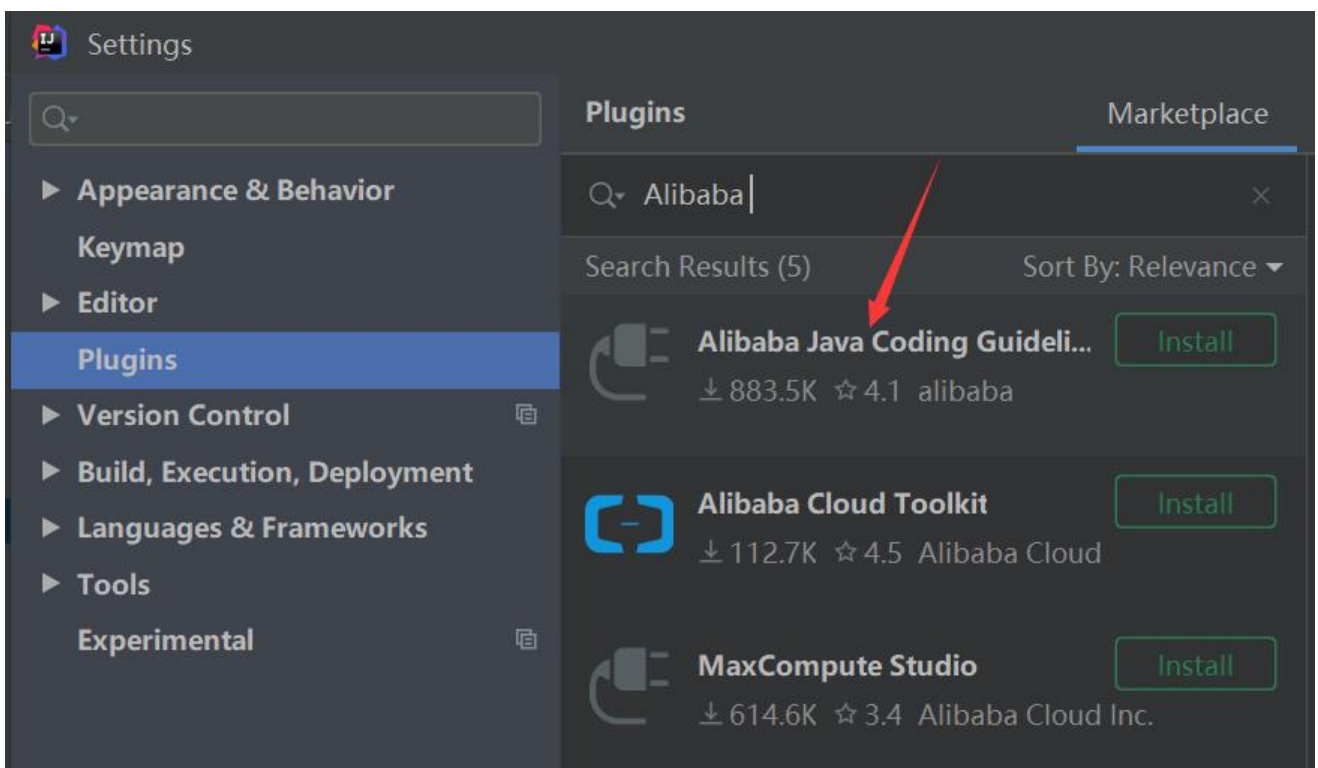 Settings
Plugins
Marketplace
Appearance & Behavior
Keymap
Editor
Plugins
Version Control
Build, Execution, Deployment
Languages & Frameworks
Tools
Experimental
Alibaba
Search Results (5)
Sort By: Relevance
Alibaba Java Coding Guideli...
Install
883.5K 4.1 alibaba
Alibaba Cloud Toolkit
Install
112.7K 4.5 Alibaba Cloud
MaxCompute Studio
Install
614.6K 3.4 Alibaba Cloud Inc.